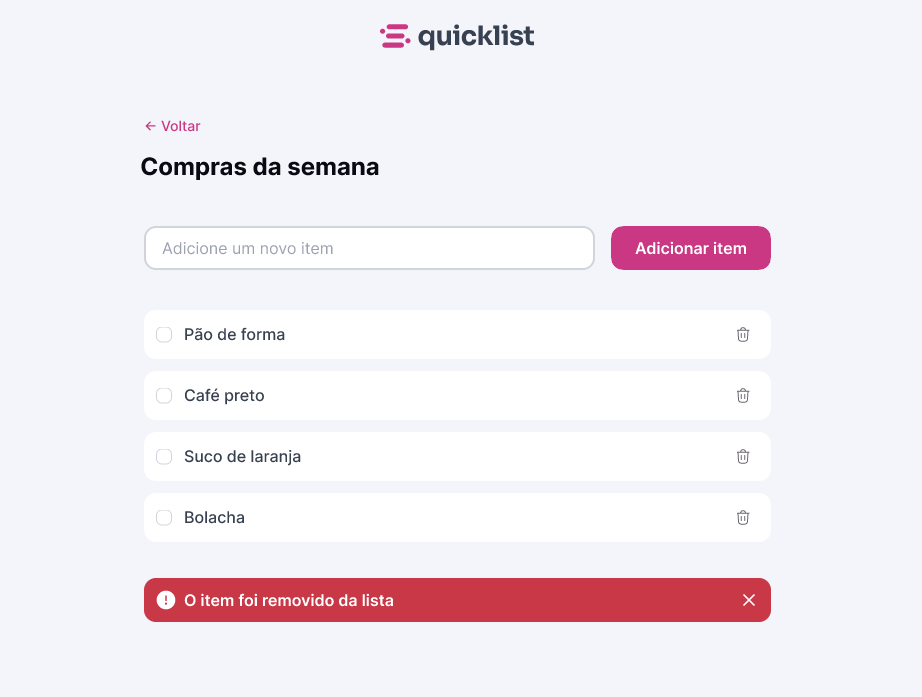 quicklist
← Voltar
Compras da semana
Adicione um novo item
Adicionar item
Pão de forma
Café preto
Suco de laranja
Bolacha
O item foi removido da lista